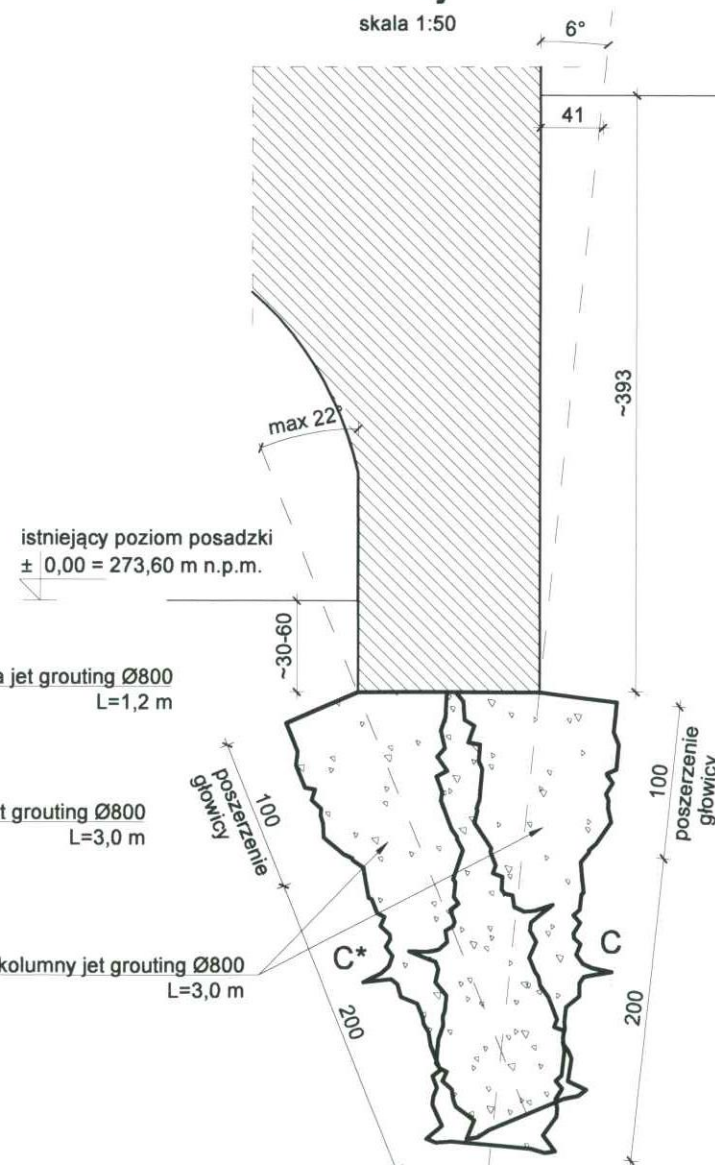 skala 1:50
6°
41
~393
max 22°
istniejący poziom posadzki
± 0,00 = 273,60 m n.p.m.
~30-60
jet grouting Ø800
L=1,2 m
100
poszerzenie
głowicy
100
poszerzenie
głowicy
grouting Ø800
L=3,0 m
C*
C
kolumny jet grouting Ø800
L=3,0 m
200
200